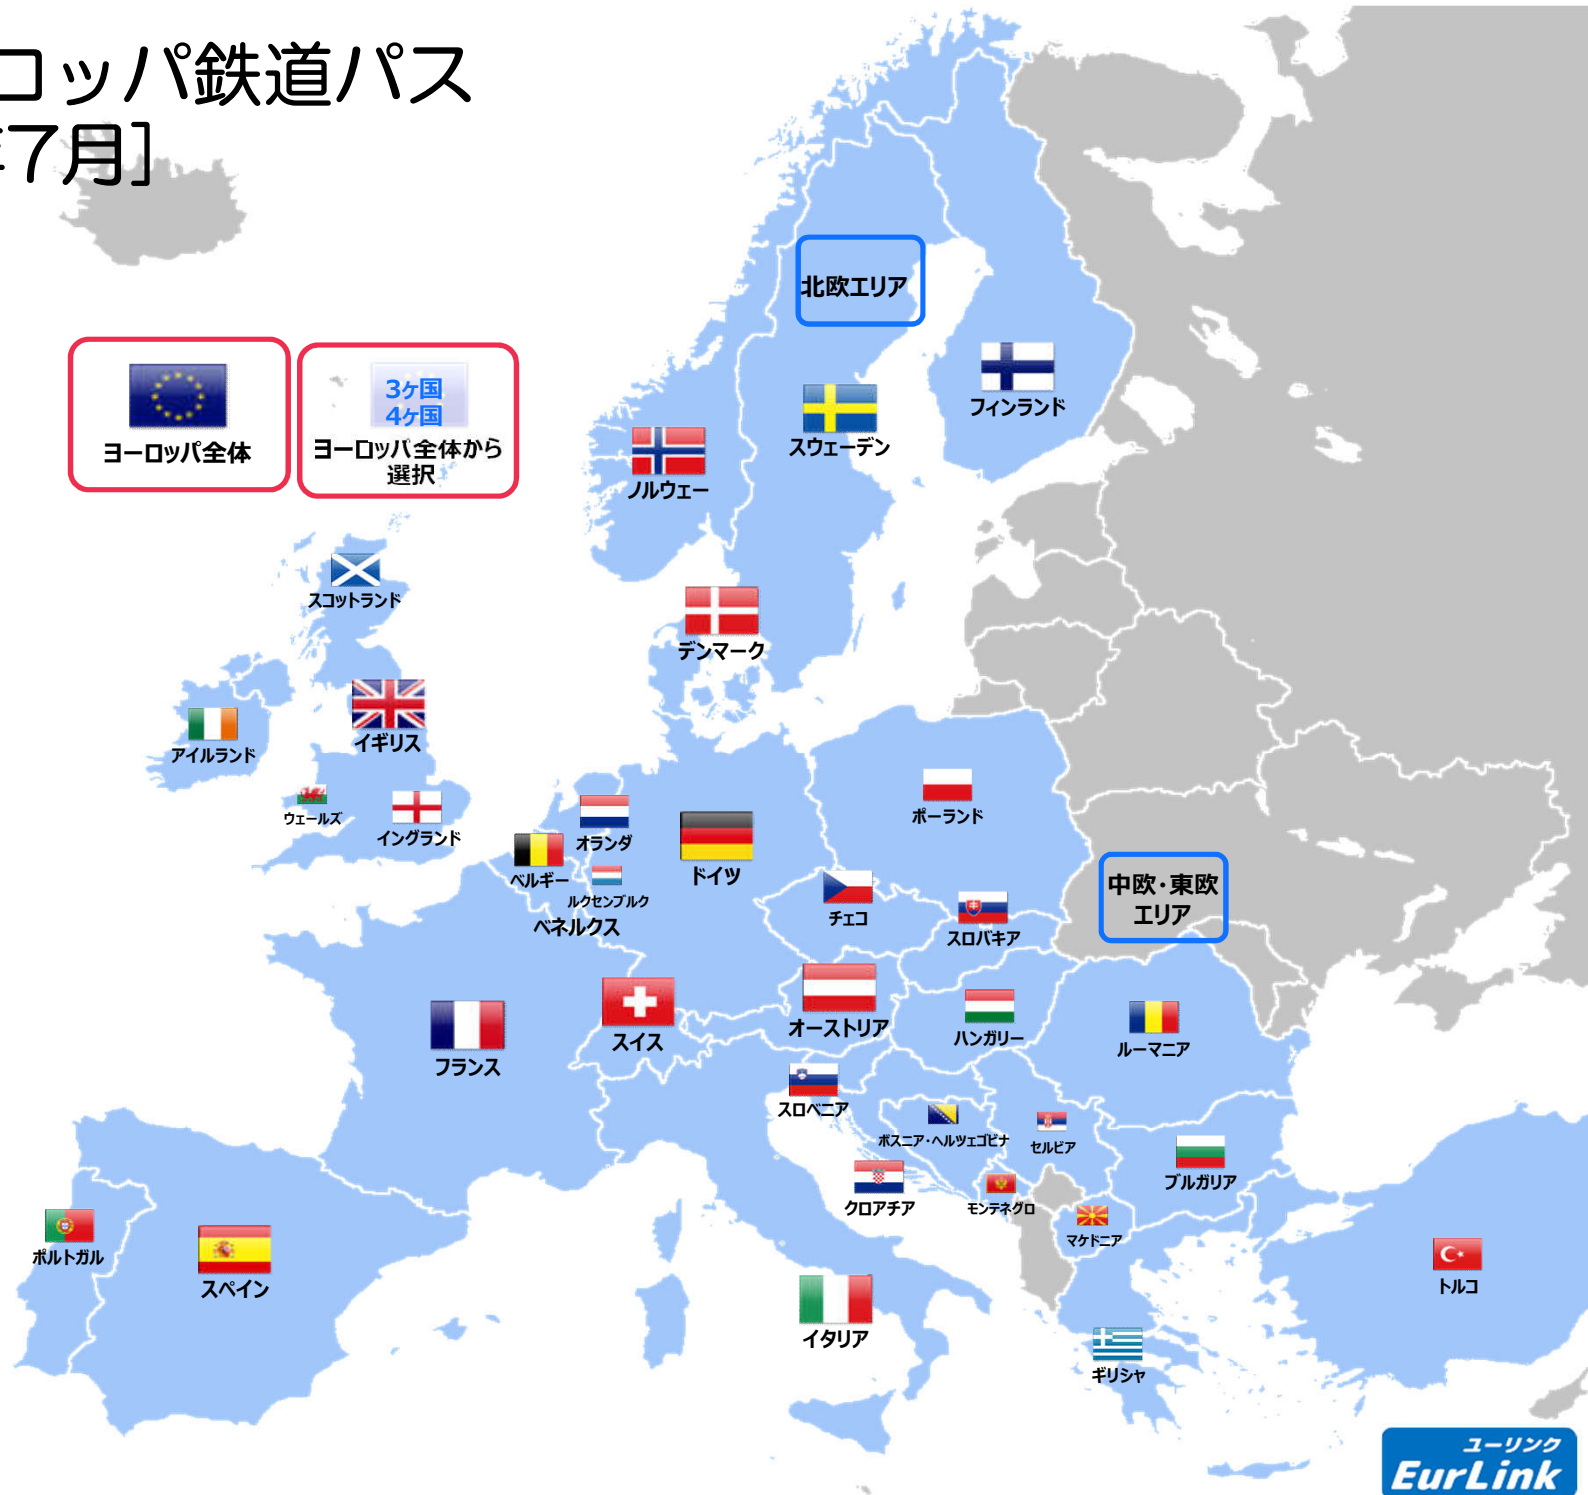 ロッパ鉄道パス
年7月]
北欧エリア
3ヶ国
4ヶ国
ヨーロッパ全体
ヨーロッパ全体から
選択
フィンランド
スウェーデン
ノルウェー
スコットランド
デンマーク
アイルランド
イギリス
ウェールズ
イングランド
オランダ
ベルギー
ルクセンブルク
ベネルクス
ドイツ
ポーランド
チェコ
スロバキア
中欧・東欧
エリア
フランス
スイス
オーストリア
ハンガリー
ルーマニア
スロベニア
ボスニア・ヘルツェゴビナ
セルビア
クロアチア
モンテネグロ
マケドニア
ブルガリア
ポルトガル
スペイン
イタリア
ギリシャ
トルコ
ユーリンク
EurLink